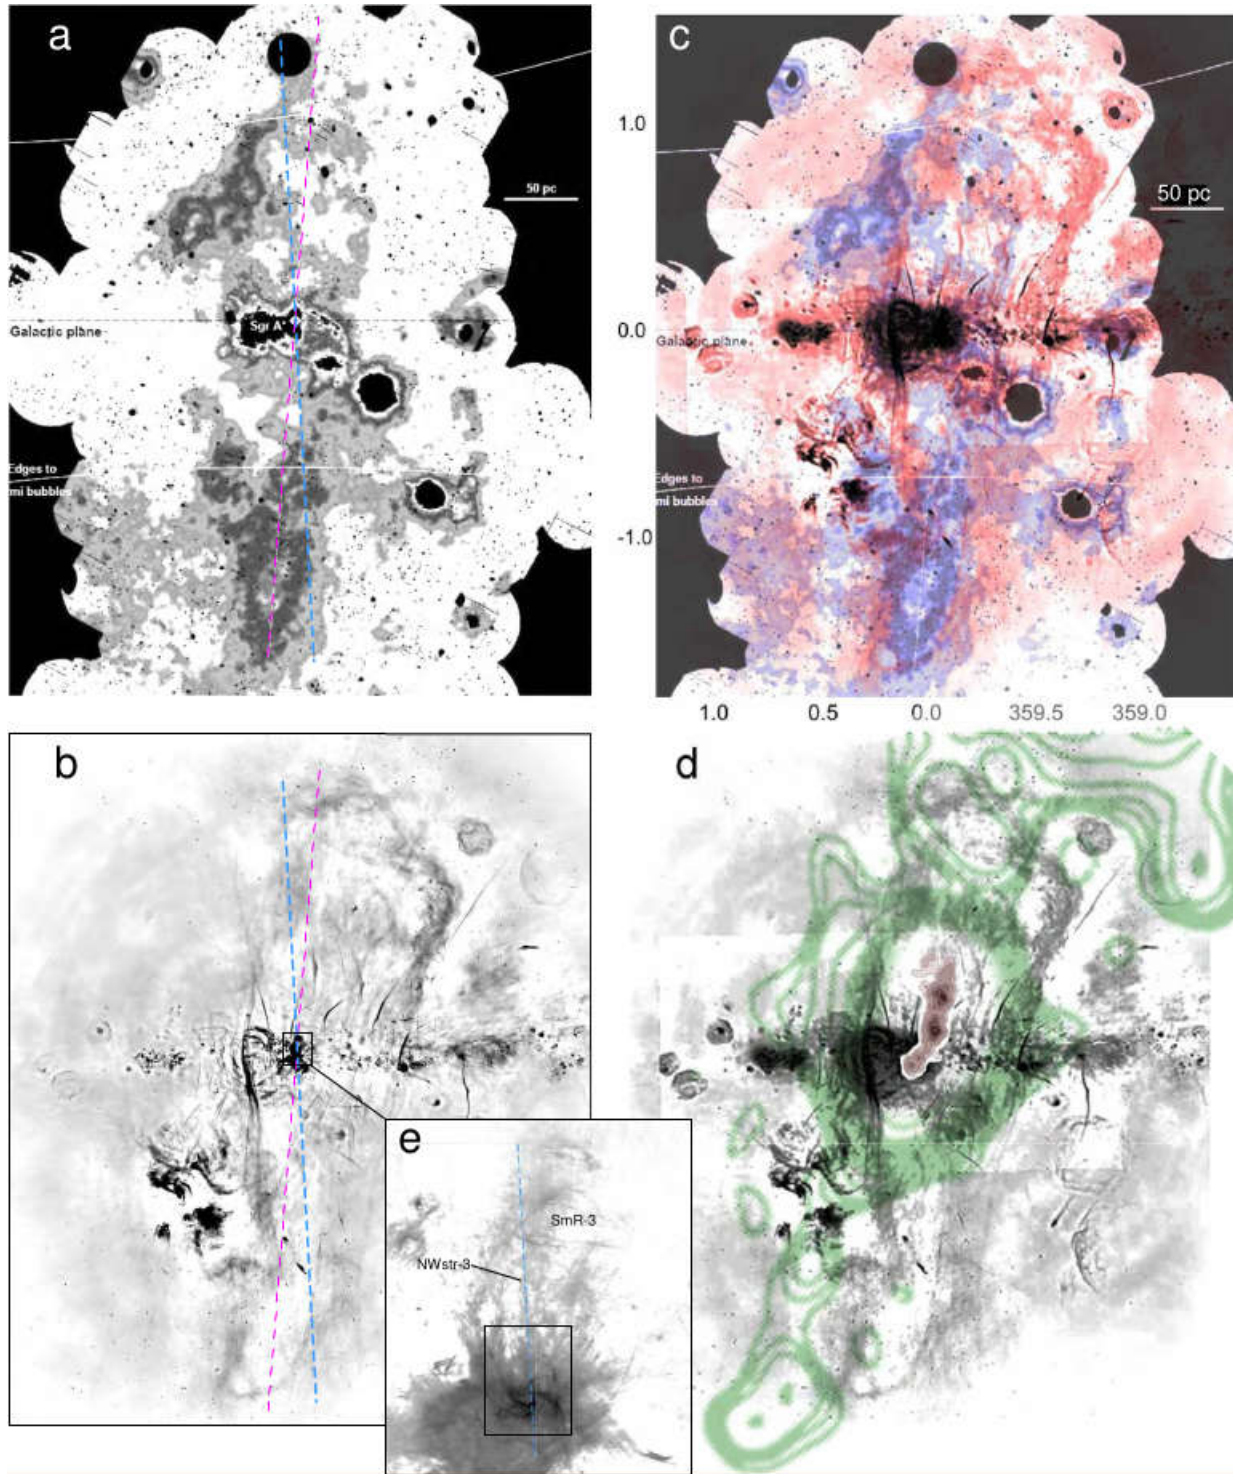 a
50 pc
Sgr A*
Galactic plane
Edges to
mi bubbles
c
1.0
50 pc
0.0
Galactic plane
Edges to
mi bubbles
-1.0
1.0 0.5 0.0 359.5 359.0
b
d
e
SmR-3
NWstr-3